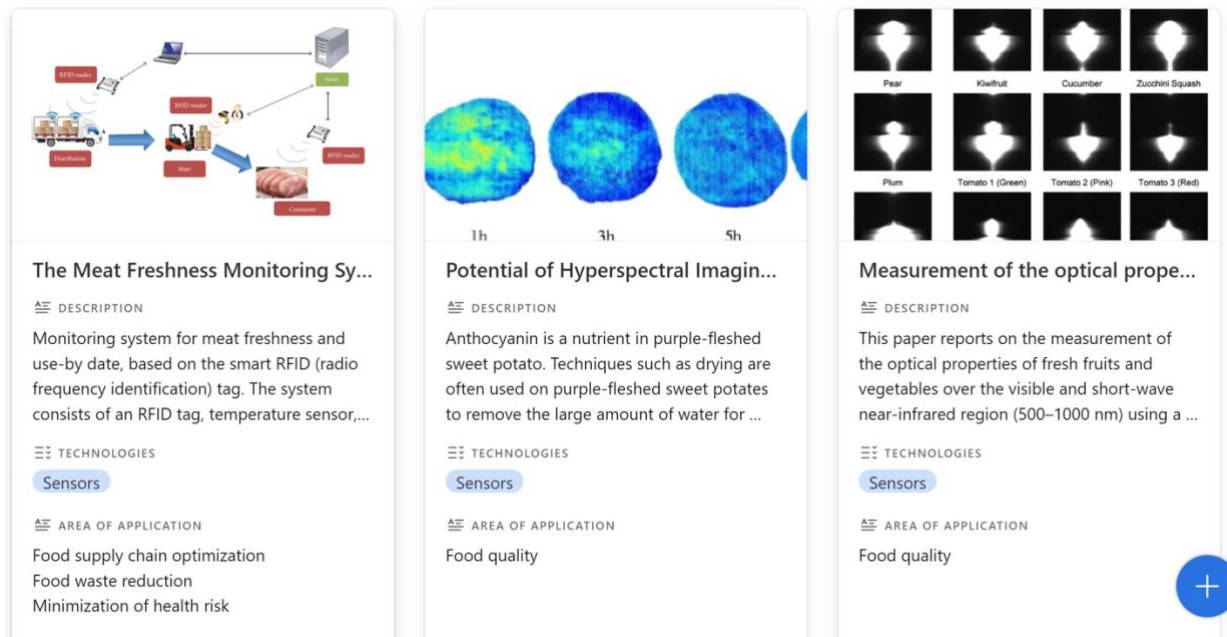 RFID reader
RFID reader
RFID reader
Distribution
Mart
Consumer
The Meat Freshness Monitoring Sy...
DESCRIPTION
Monitoring system for meat freshness and
use-by date, based on the smart RFID (radio
frequency identification) tag. The system
consists of an RFID tag, temperature sensor,...
TECHNOLOGIES
Sensors
AREA OF APPLICATION
Food supply chain optimization
Food waste reduction
Minimization of health risk
1h 3h 5h
Potential of Hyperspectral Imagin...
DESCRIPTION
Anthocyanin is a nutrient in purple-fleshed
sweet potato. Techniques such as drying are
often used on purple-fleshed sweet potatoes
to remove the large amount of water for ...
TECHNOLOGIES
Sensors
AREA OF APPLICATION
Food quality
Pear Kiwifruit Cucumber Zucchini Squash
Plum Tomato 1 (Green) Tomato 2 (Pink) Tomato 3 (Red)
Measurement of the optical prope...
DESCRIPTION
This paper reports on the measurement of
the optical properties of fresh fruits and
vegetables over the visible and short-wave
near-infrared region (500–1000 nm) using a ...
TECHNOLOGIES
Sensors
AREA OF APPLICATION
Food quality